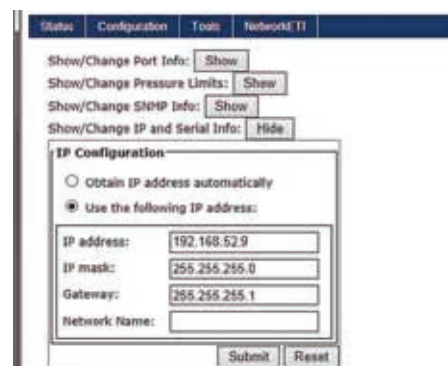 Status Configuration Tools
Show/Change Port Info: Show
Show/Change Pressure Limits: Show
Show/Change SNMP Info: Show
Show/Change IP and Serial Info: Hide
IP Configuration
Obtain IP address automatically
Use the following IP address:
IP address: 192.168.52.9
IP mask: 255.255.255.0
Gateway: 255.255.255.1
Network Name:
Submit Reset